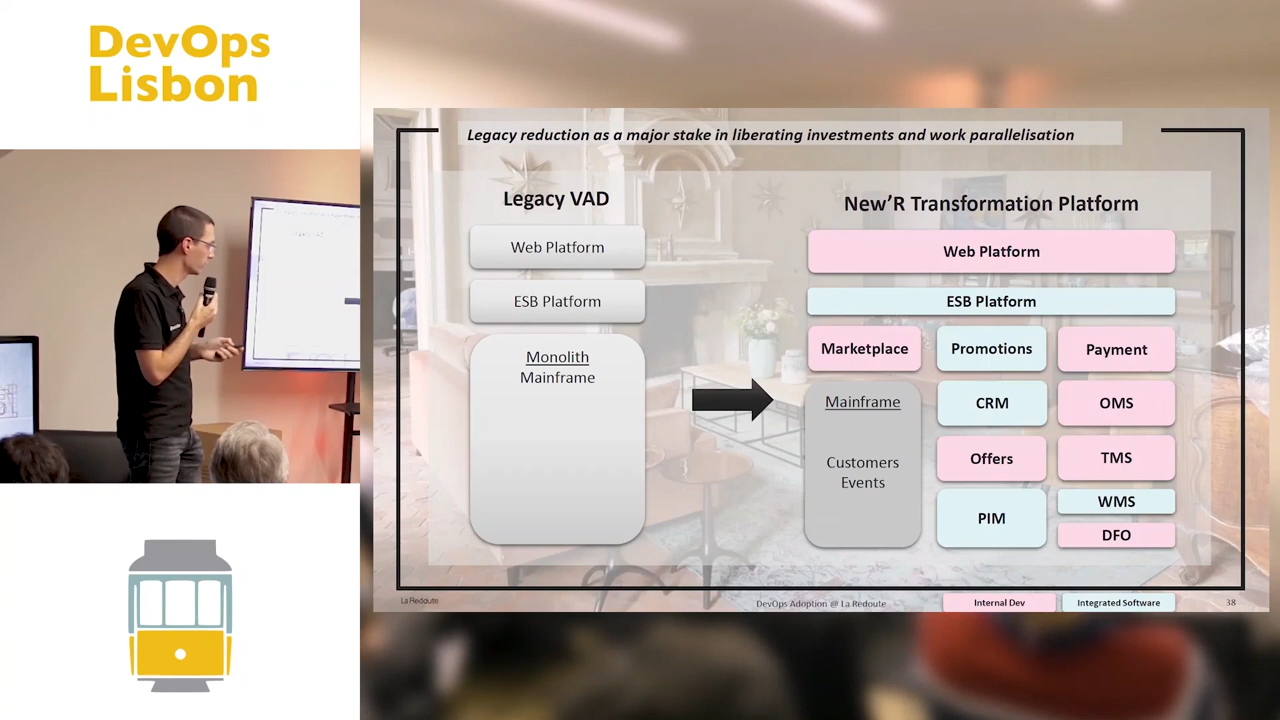 DevOps
Lisbon
Legacy reduction as a major stake in liberating investments and work parallelisation
Legacy VAD
Web Platform
ESB Platform
Monolith
Mainframe
New'R Transformation Platform
Web Platform
ESB Platform
Marketplace
Promotions
Payment
Mainframe
Customers
Events
CRM
OMS
Offers
TMS
PIM
WMS
DFO
La Redoute
DevOps Adoption @ La Redoute
Internal Dev
Integrated Software
38